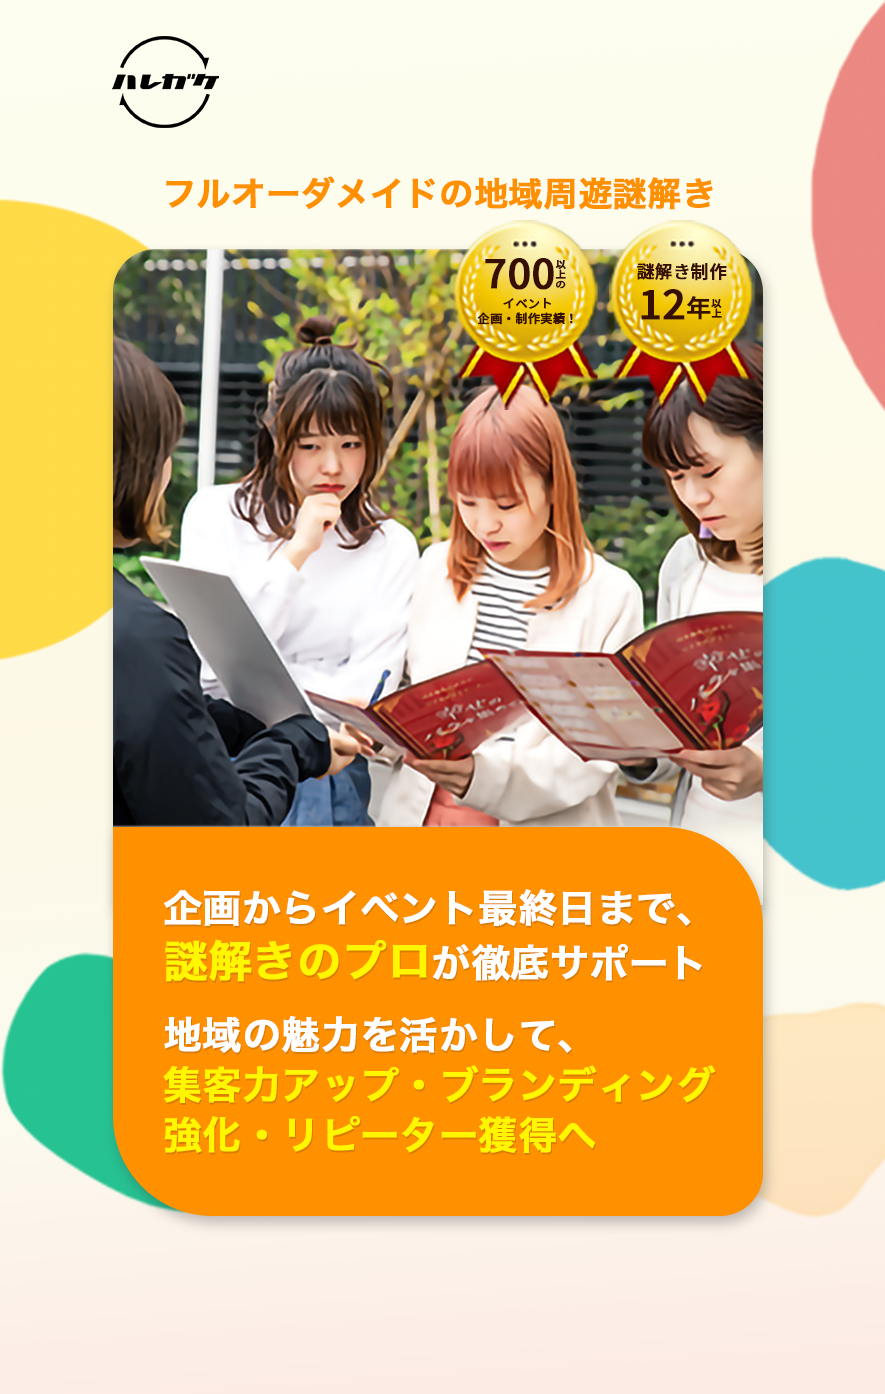 ハレガケ
フルオーダメイドの地域周遊謎解き
700以上の
イベント
企画・制作実績！
謎解き制作
12年以上
企画からイベント最終日まで、
謎解きのプロが徹底サポート
地域の魅力を活かして、
集客力アップ・ブランディング
強化・リピーター獲得へ